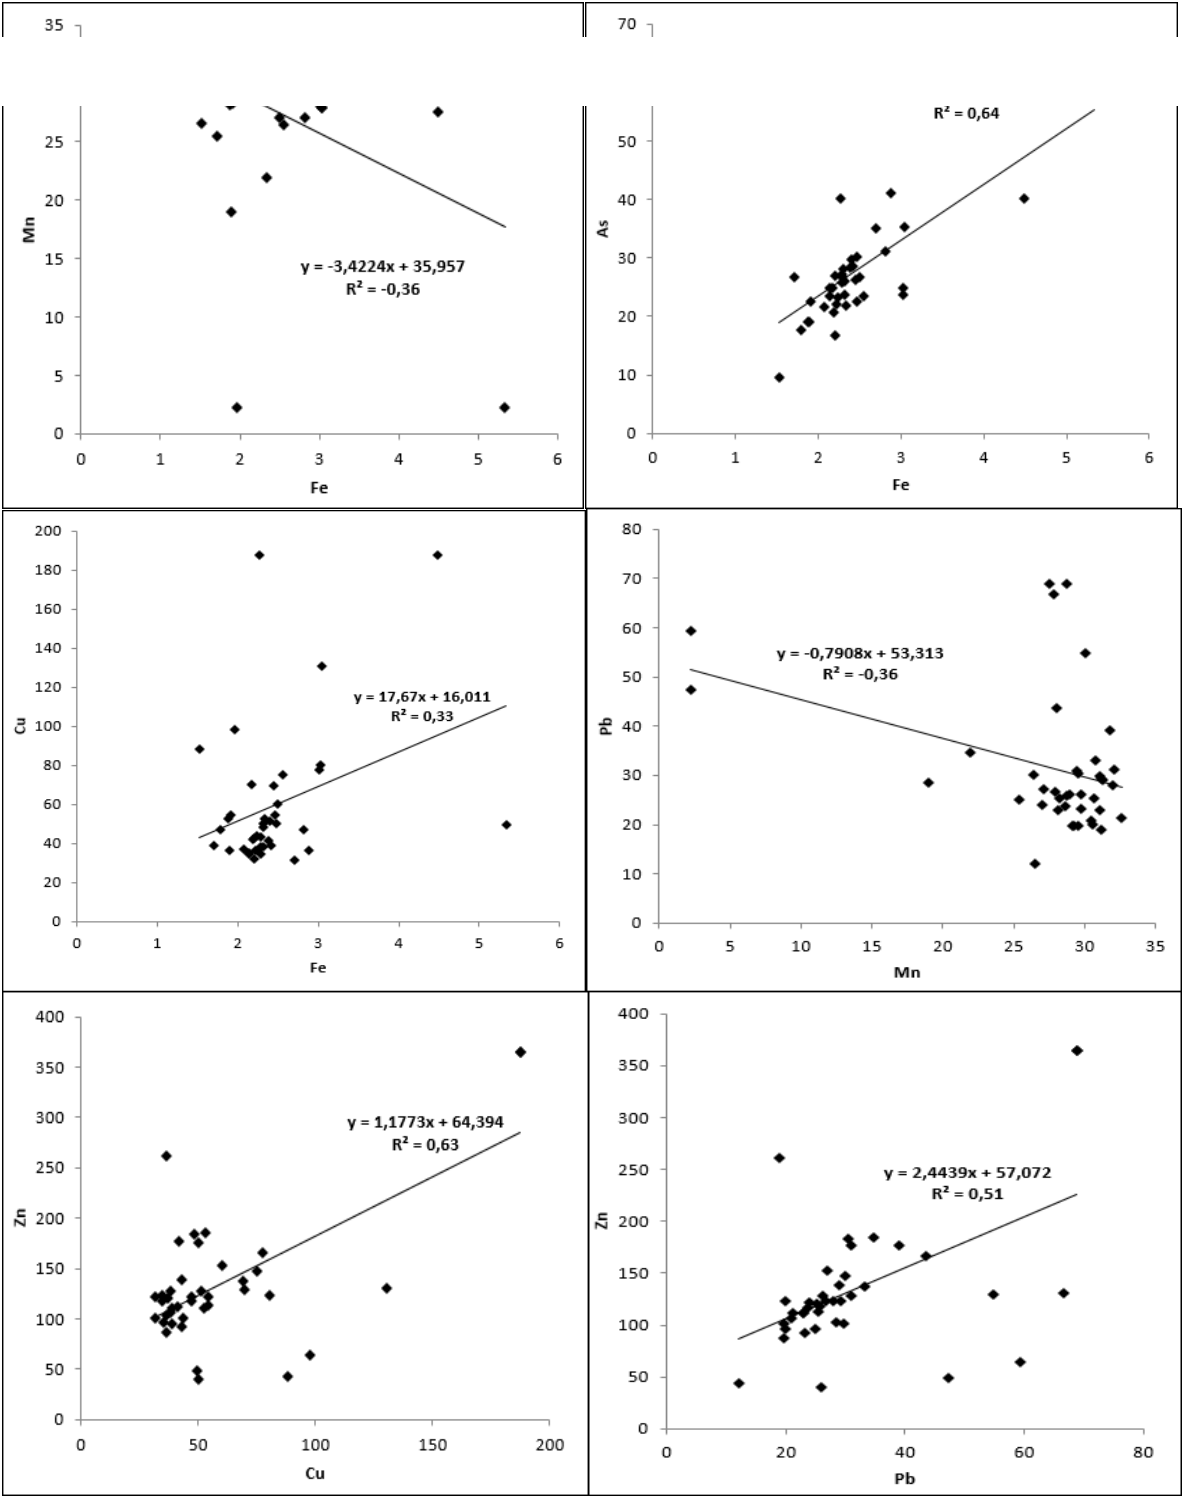 35
25
20
15
10
5
0
Mn
y = -3,4224x + 35,957
R² = -0,36
0 1 2 3 4 5 6
Fe
70
50
40
30
20
10
0
As
R² = 0,64
0 1 2 3 4 5 6
Fe
200
180
160
140
120
100
80
60
40
20
0
Cu
y = 17,67x + 16,011
R² = 0,33
0 1 2 3 4 5 6
Fe
80
70
60
50
40
30
20
10
0
Pb
y = -0,7908x + 53,313
R² = -0,36
0 5 10 15 20 25 30 35
Mn
400
350
300
250
200
150
100
50
0
Zn
y = 1,1773x + 64,394
R² = 0,63
0 50 100 150 200
Cu
400
350
300
250
200
150
100
50
0
Zn
y = 2,4439x + 57,072
R² = 0,51
0 20 40 60 80
Pb